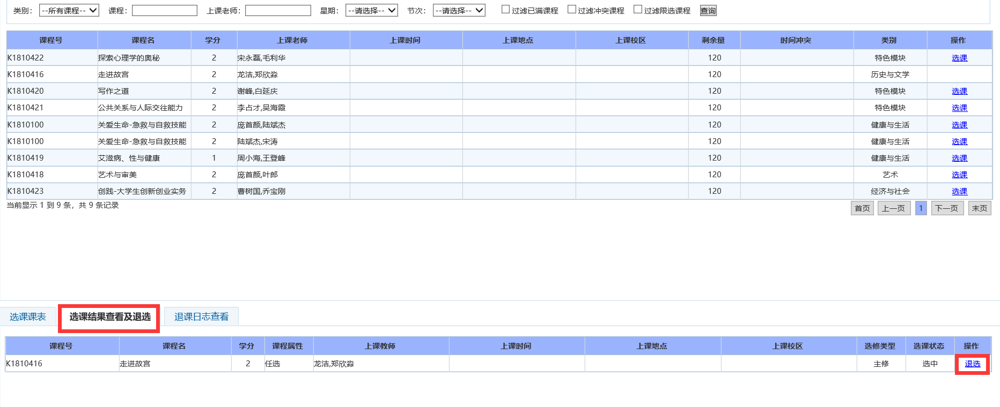 类别： --所有课程-- 课程： 上课老师： 星期： --请选择-- 节次： --请选择-- 过滤已满课程 过滤冲突课程 过滤限选课程 查询
课程号 课程名 学分 上课老师 上课时间 上课地点 上课校区 剩余量 时间冲突 类别 操作
K1810422 探索心理学的奥秘 2 宋永磊,毛利华 120 特色模块 选课
K1810416 走进故宫 2 龙洁,郑欣淼 120 历史与文学
K1810420 写作之道 2 谢峰,白延庆 120 特色模块 选课
K1810421 公共关系与人际交往能力 2 李占才,吴海霞 120 特色模块 选课
K1810100 关爱生命-急救与自救技能 2 庞首颜,陆斌杰 120 健康与生活 选课
K1810100 关爱生命-急救与自救技能 2 陆斌杰,宋涛 120 健康与生活 选课
K1810419 艾滋病、性与健康 1 周小海,王登峰 120 健康与生活 选课
K1810418 艺术与审美 2 庞首颜,叶郎 120 艺术 选课
K1810423 创践-大学生创新创业实务 2 曹树国,乔宝刚 120 经济与社会 选课
当前显示 1 到 9 条，共 9 条记录 首页 上一页 1 下一页 末页
选课课表 选课结果查看及退选 退课日志查看
课程号 课程名 学分 课程属性 上课教师 上课时间 上课地点 上课校区 选修类型 选课状态 操作
K1810416 走进故宫 2 任选 龙洁,郑欣淼 主修 选中 退选